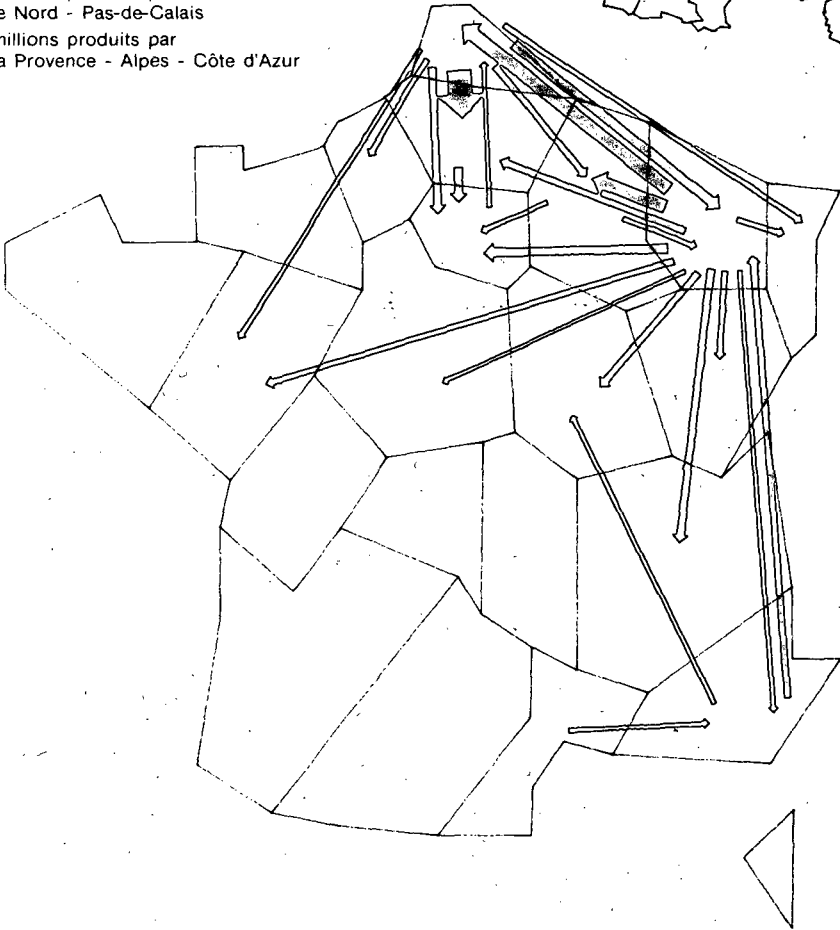 Nord - Pas-de-Calais
millions produits par
Provence - Alpes - Côte d'Azur